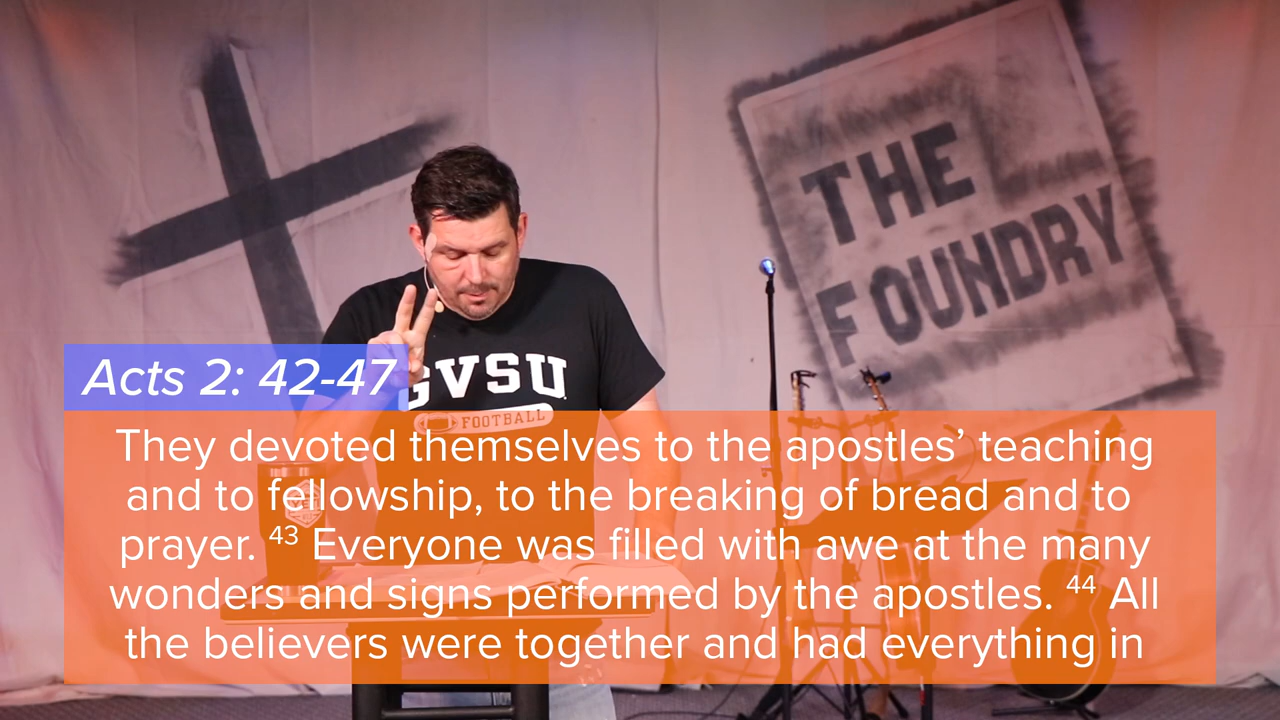 THE
FOUNDRY
GVSU
FOOTBALL
Acts 2: 42-47
They devoted themselves to the apostles’ teaching
and to fellowship, to the breaking of bread and to
prayer. ⁴³ Everyone was filled with awe at the many
wonders and signs performed by the apostles. ⁴⁴ All
the believers were together and had everything in